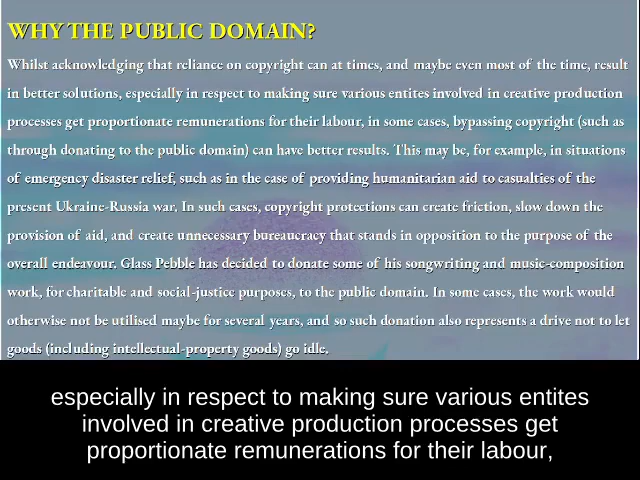 WHY THE PUBLIC DOMAIN?
Whilst acknowledging that reliance on copyright can at times, and maybe even most of the time, result
in better solutions, especially in respect to making sure various entites involved in creative production
processes get proportionate remunerations for their labour, in some cases, bypassing copyright (such as
through donating to the public domain) can have better results. This may be, for example, in situations
of emergency disaster relief, such as in the case of providing humanitarian aid to casualties of the
present Ukraine-Russia war. In such cases, copyright protections can create friction, slow down the
provision of aid, and create unnecessary bureaucracy that stands in opposition to the purpose of the
overall endeavour. Glass Pebble has decided to donate some of his songwriting and music-composition
work, for charitable and social-justice purposes, to the public domain. In some cases, the work would
otherwise not be utilised maybe for several years, and so such donation also represents a drive not to let
goods (including intellectual-property goods) go idle.
especially in respect to making sure various entites
involved in creative production processes get
proportionate remunerations for their labour,